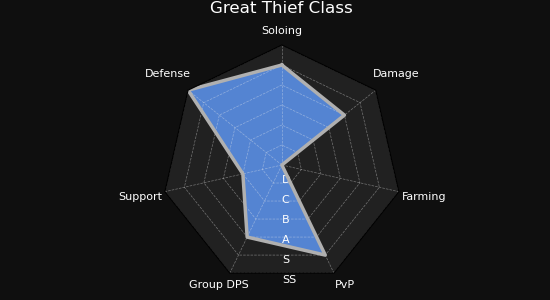 Great Thief Class
Soloing
Defense
Damage
Support
Farming
D
C
B
A
S
SS
Group DPS
PvP